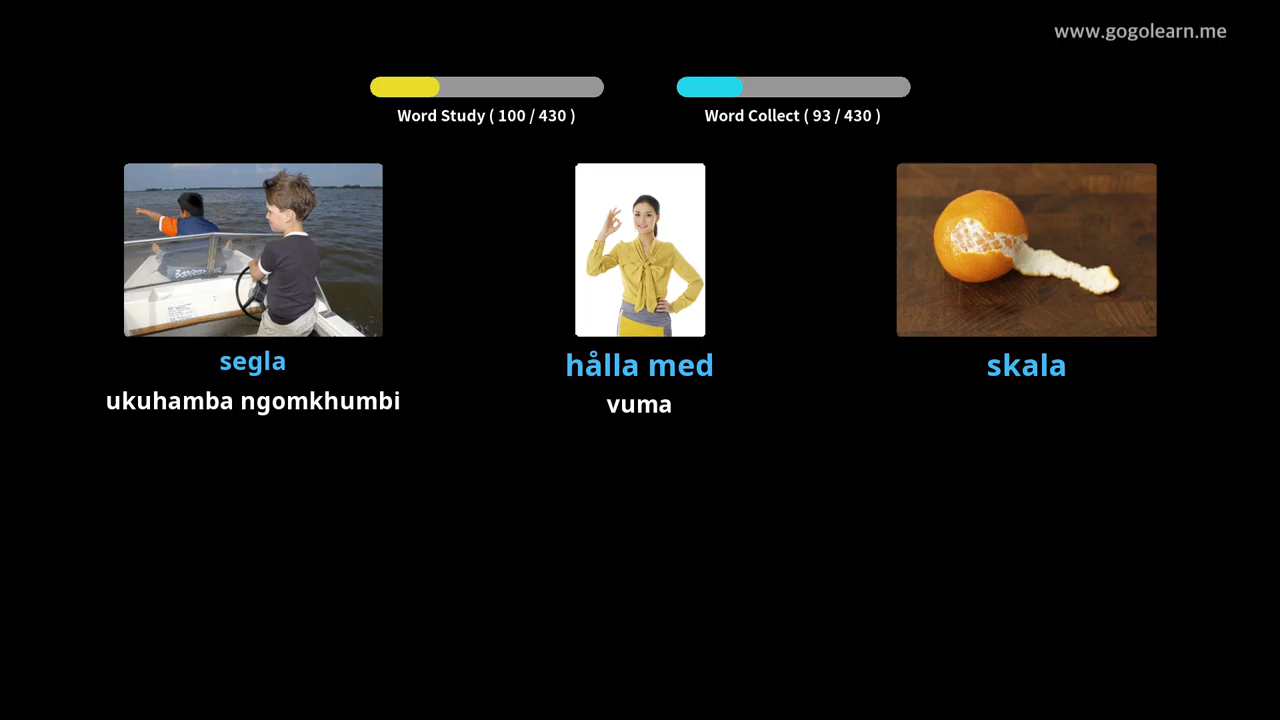 www.gogolearn.me
Word Study ( 100 / 430 )
Word Collect ( 93 / 430 )
segla
hålla med
skala
ukuhamba ngomkhumbi
vuma